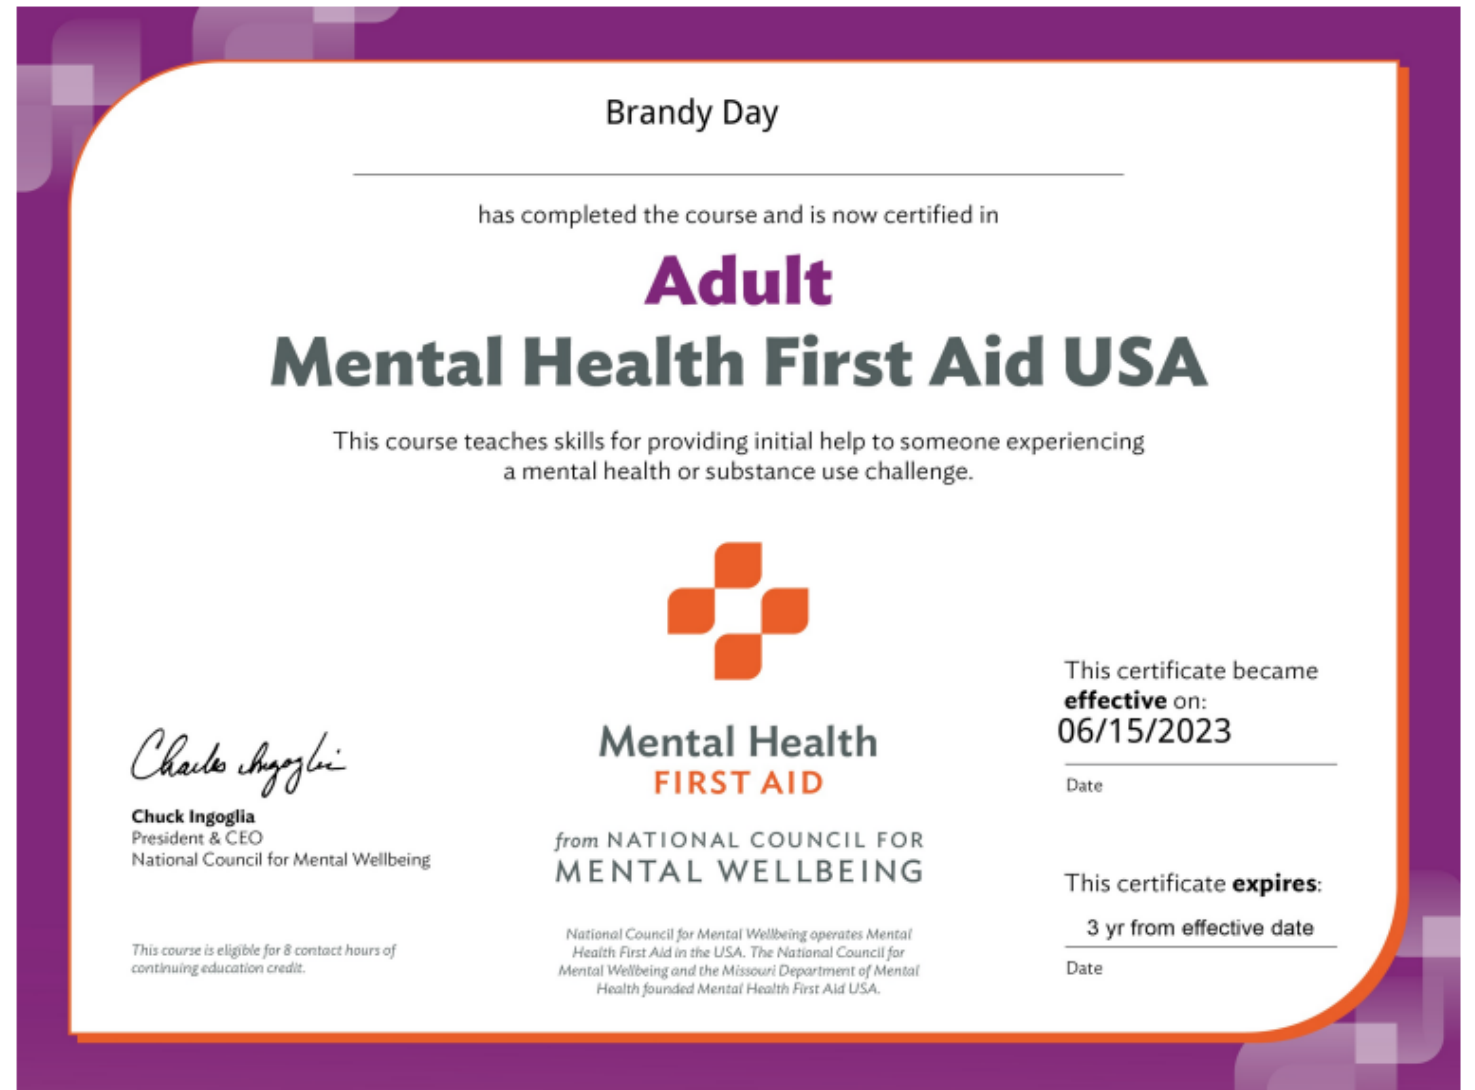 Brandy Day
has completed the course and is now certified in
Adult
Mental Health First Aid USA
This course teaches skills for providing initial help to someone experiencing
a mental health or substance use challenge.
Charles Ingoglia
Chuck Ingoglia
President & CEO
National Council for Mental Wellbeing
This course is eligible for 8 contact hours of
continuing education credit.
Mental Health
FIRST AID
from NATIONAL COUNCIL FOR
MENTAL WELLBEING
National Council for Mental Wellbeing operates Mental
Health First Aid in the USA. The National Council for
Mental Wellbeing and the Missouri Department of Mental
Health founded Mental Health First Aid USA.
This certificate became
effective on:
06/15/2023
Date
This certificate expires:
3 yr from effective date
Date